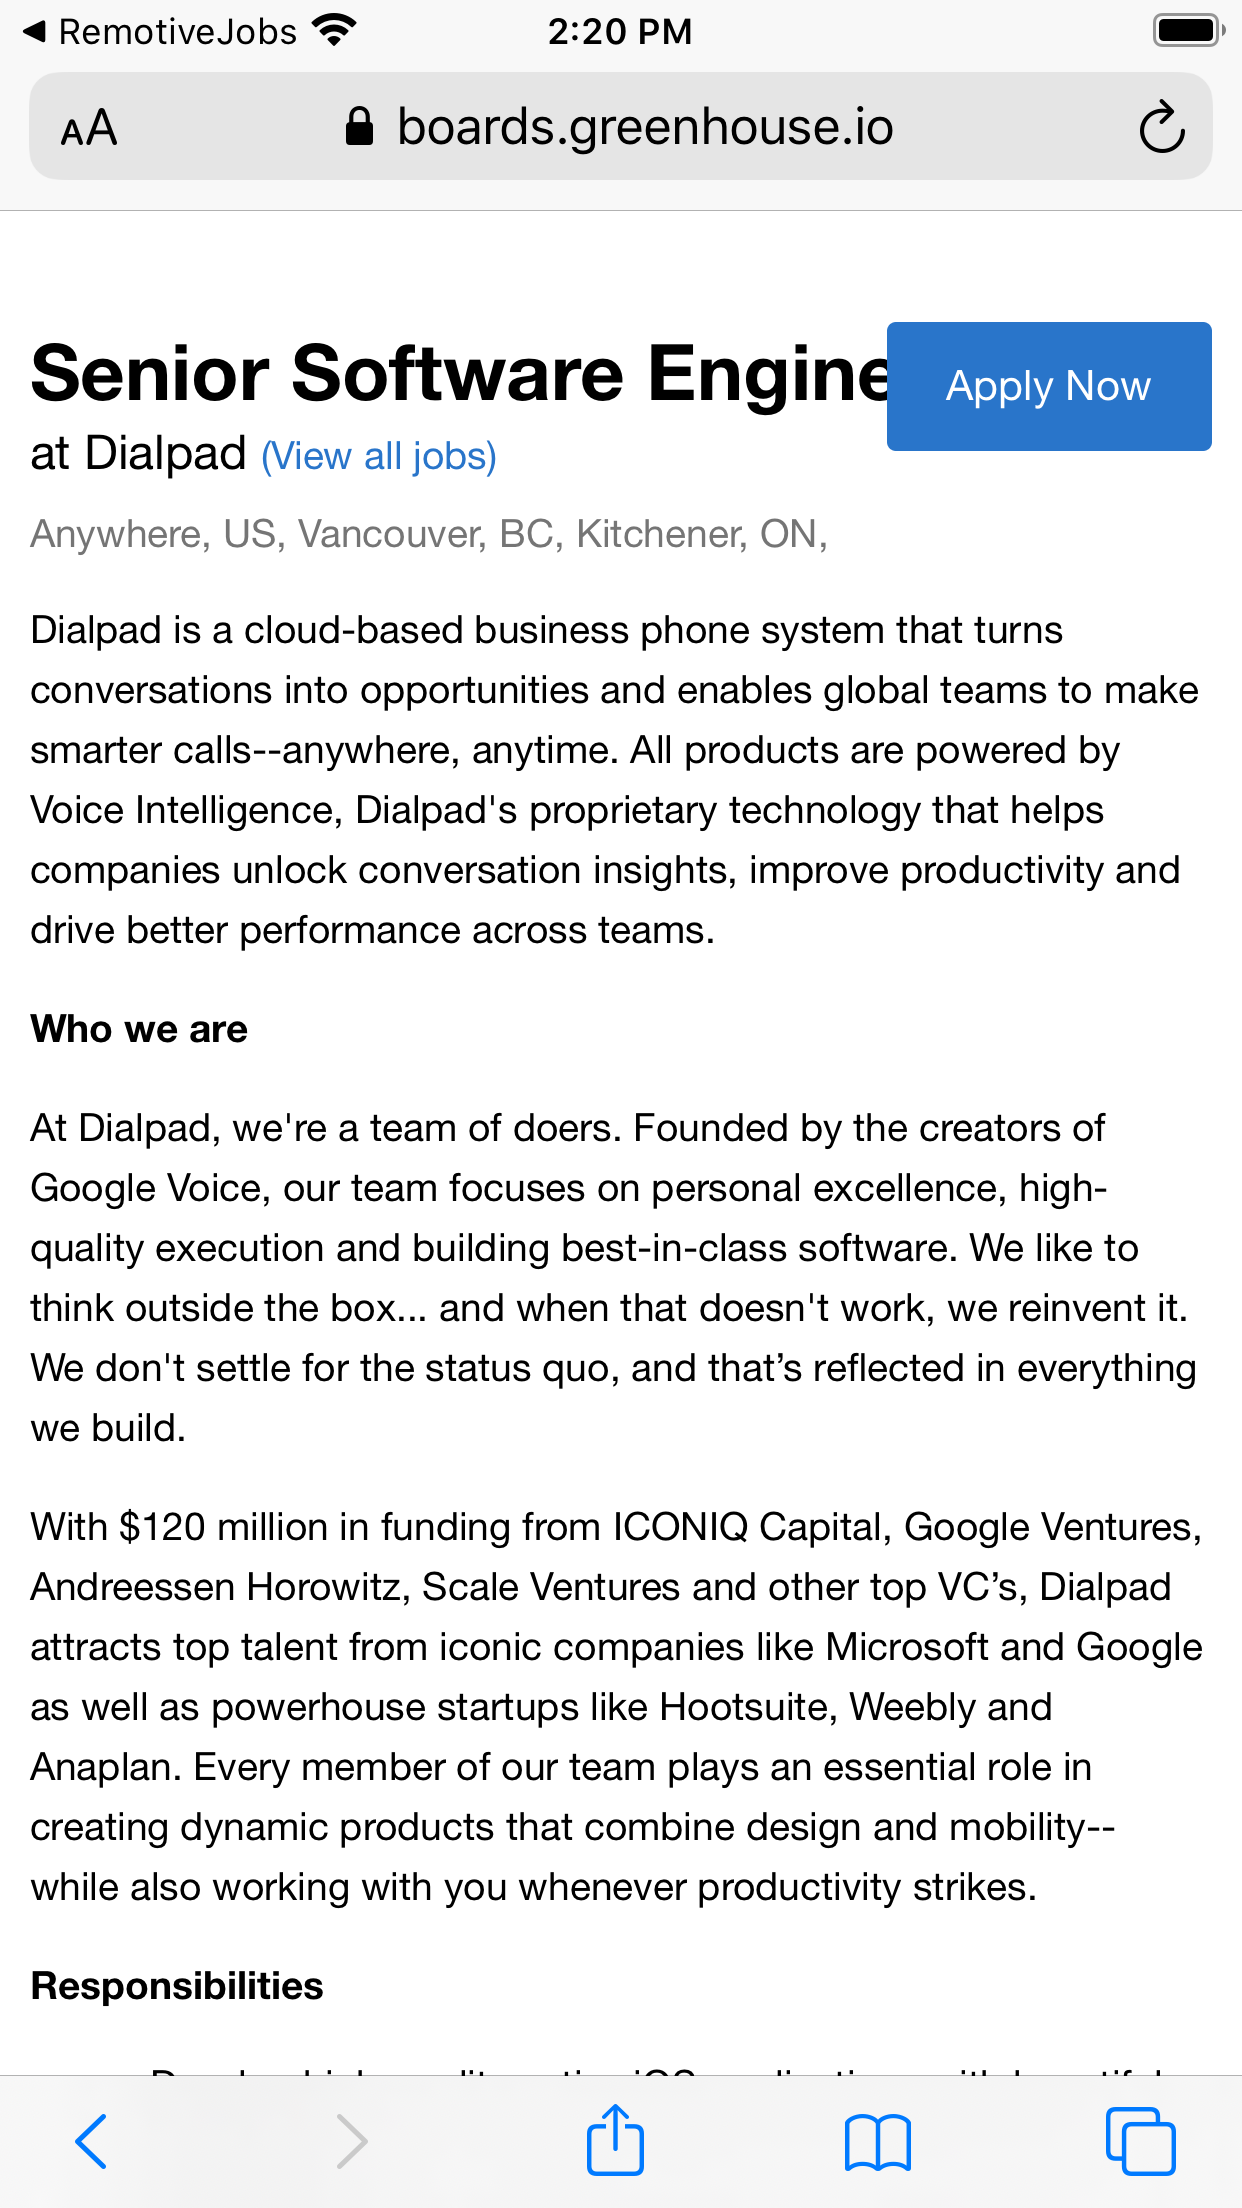 RemotiveJobs
2:20 PM
AA
boards.greenhouse.io
Senior Software Engine
Apply Now
at Dialpad (View all jobs)
Anywhere, US, Vancouver, BC, Kitchener, ON,
Dialpad is a cloud-based business phone system that turns
conversations into opportunities and enables global teams to make
smarter calls--anywhere, anytime. All products are powered by
Voice Intelligence, Dialpad's proprietary technology that helps
companies unlock conversation insights, improve productivity and
drive better performance across teams.
Who we are
At Dialpad, we're a team of doers. Founded by the creators of
Google Voice, our team focuses on personal excellence, high-
quality execution and building best-in-class software. We like to
think outside the box... and when that doesn't work, we reinvent it.
We don't settle for the status quo, and that’s reflected in everything
we build.
With $120 million in funding from ICONIQ Capital, Google Ventures,
Andreessen Horowitz, Scale Ventures and other top VC’s, Dialpad
attracts top talent from iconic companies like Microsoft and Google
as well as powerhouse startups like Hootsuite, Weebly and
Anaplan. Every member of our team plays an essential role in
creating dynamic products that combine design and mobility--
while also working with you whenever productivity strikes.
Responsibilities